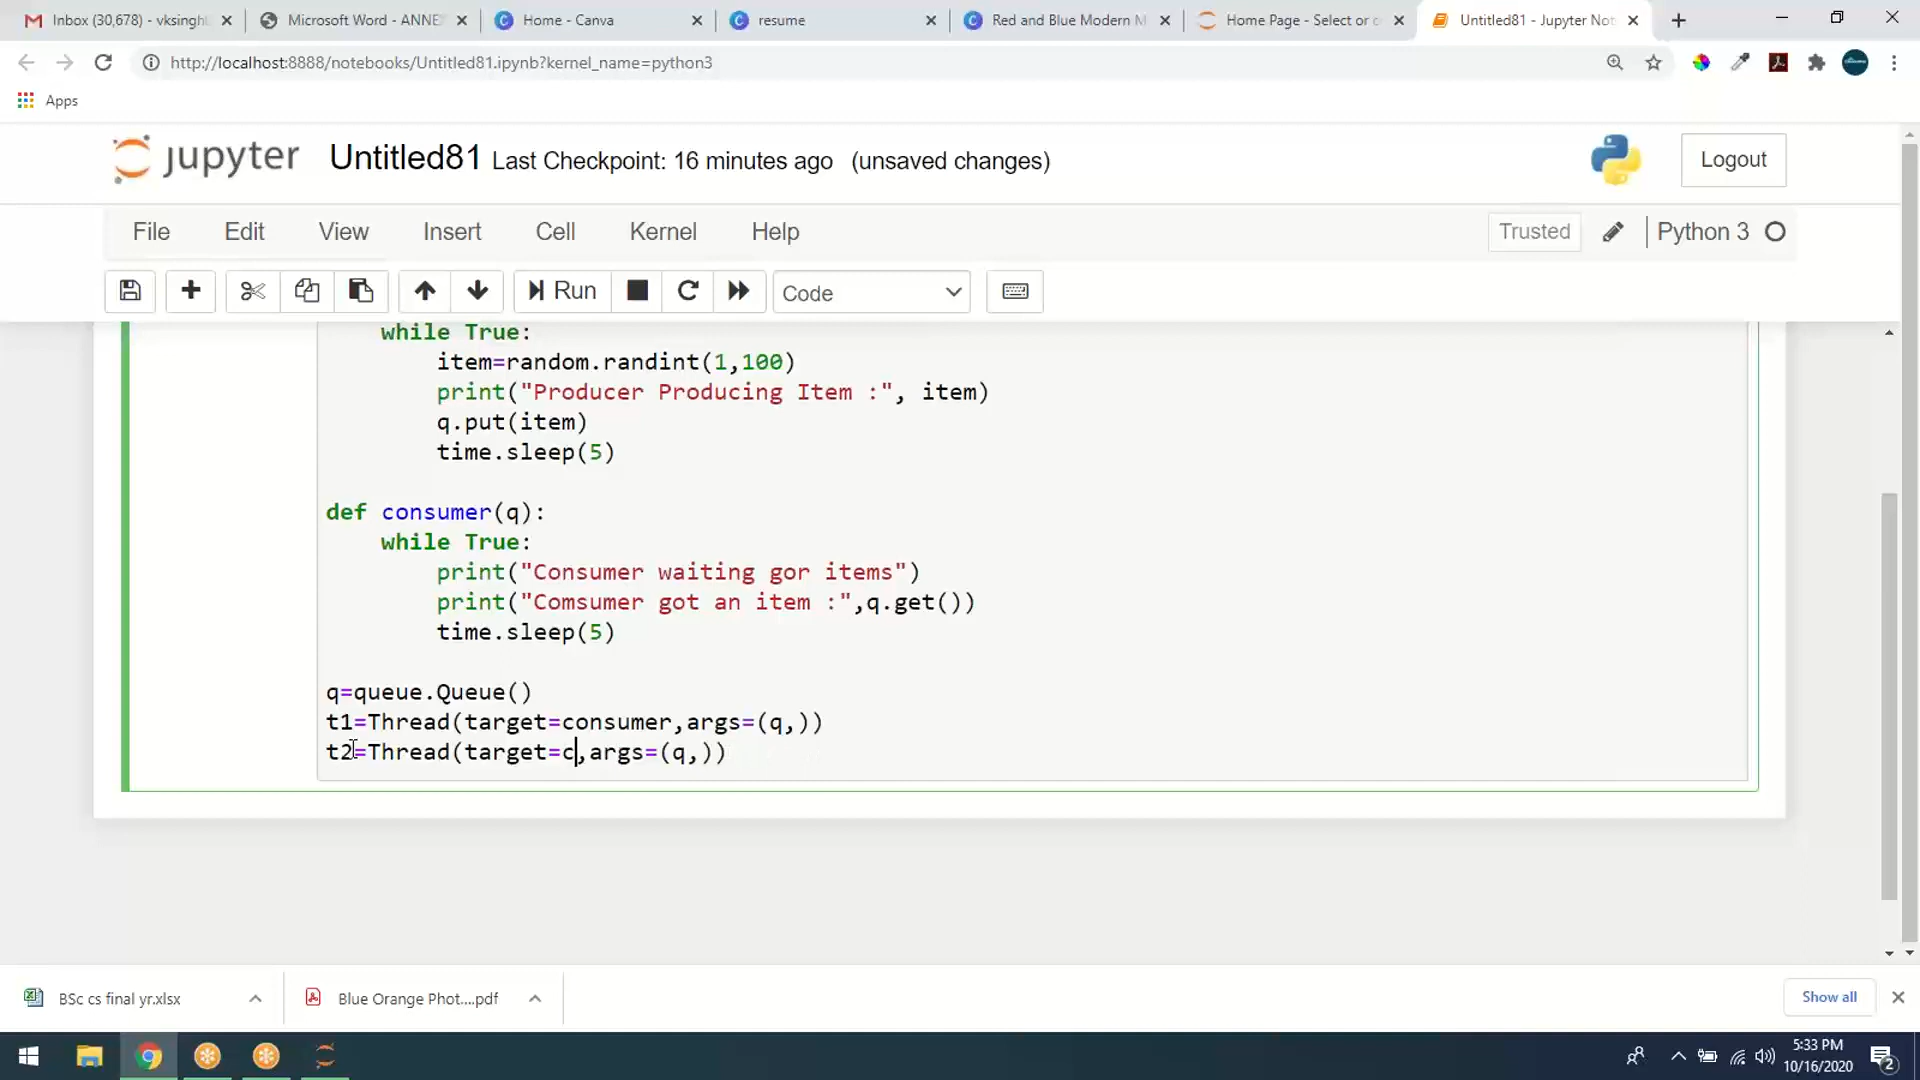 Inbox (30,678) - vksingh
Microsoft Word - ANNE
Home - Canva
resume
Red and Blue Modern M
Home Page - Select or c
Untitled81 - Jupyter Not
http://localhost:8888/notebooks/Untitled81.ipynb?kernel_name=python3
Apps
jupyter Untitled81 Last Checkpoint: 16 minutes ago (unsaved changes)
Logout
File Edit View Insert Cell Kernel Help
Trusted
Python 3
Run
Code
while True:
item=random.randint(1,100)
print("Producer Producing Item :", item)
q.put(item)
time.sleep(5)
def consumer(q):
while True:
print("Consumer waiting gor items")
print("Comsumer got an item :",q.get())
time.sleep(5)
q=queue.Queue()
t1=Thread(target=consumer,args=(q,))
t2=Thread(target=c,args=(q,))
BSc cs final yr.xlsx
Blue Orange Phot....pdf
Show all
5:33 PM
10/16/2020
2